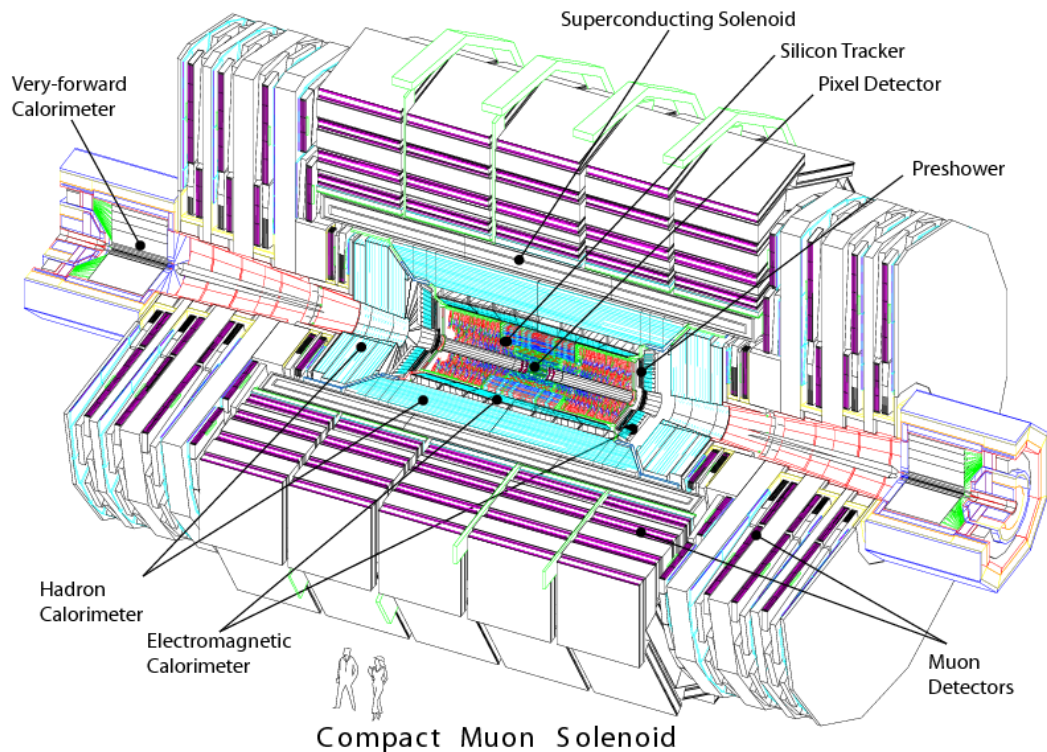 Superconducting Solenoid
Silicon Tracker
Pixel Detector
Very-forward
Calorimeter
Preshower
Hadron
Calorimeter
Electromagnetic
Calorimeter
Muon
Detectors
Compact Muon Solenoid